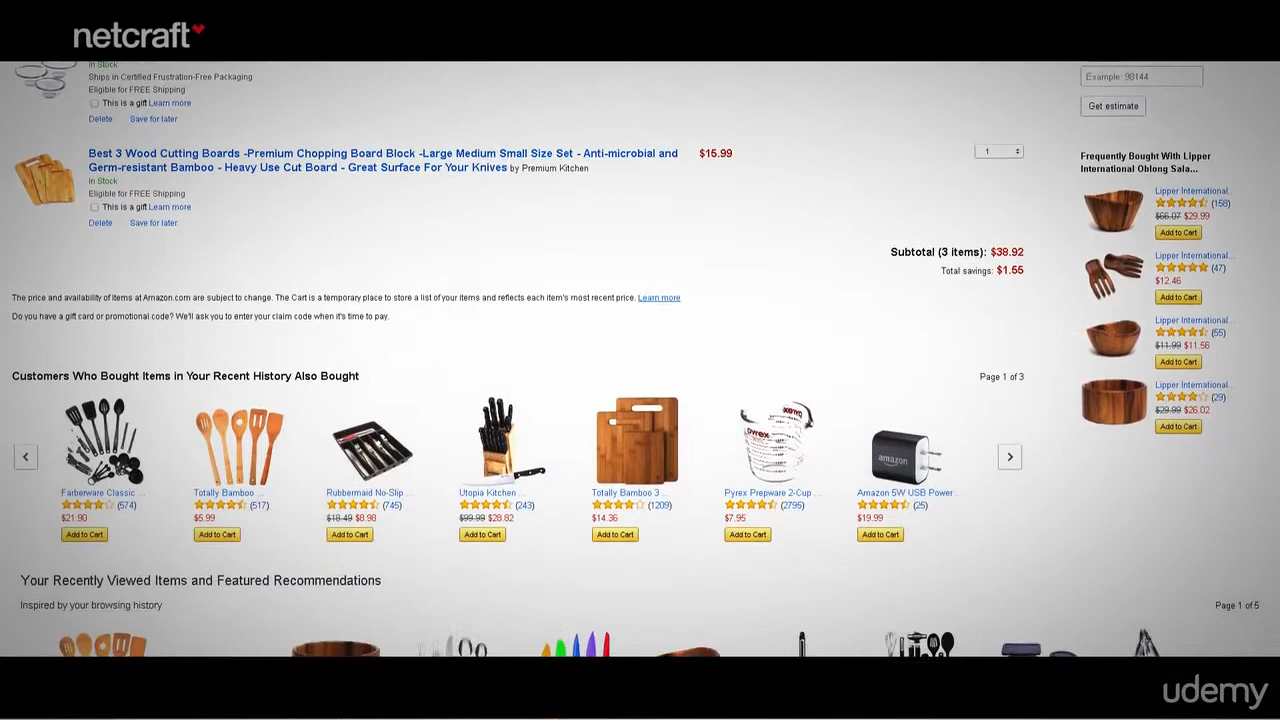 netcraft
In Stock
Ships in Certified Frustration-Free Packaging
Eligible for FREE Shipping
This is a gift Learn more
Delete Save for later
Best 3 Wood Cutting Boards -Premium Chopping Board Block -Large Medium Small Size Set - Anti-microbial and
Germ-resistant Bamboo - Heavy Use Cut Board - Great Surface For Your Knives by Premium Kitchen
$15.99
1
In Stock
Eligible for FREE Shipping
This is a gift Learn more
Delete Save for later
Subtotal (3 items): $38.92
Total savings: $1.55
The price and availability of items at Amazon.com are subject to change. The Cart is a temporary place to store a list of your items and reflects each item's most recent price. Learn more
Do you have a gift card or promotional code? We'll ask you to enter your claim code when it's time to pay.
Example: 98144
Get estimate
Frequently Bought With Lipper
International Oblong Sala...
Lipper International...
(158)
$66.07 $29.99
Add to Cart
Lipper International...
(47)
$12.46
Add to Cart
Lipper International...
(55)
$11.99 $11.56
Add to Cart
Lipper International...
(29)
$29.99 $26.02
Add to Cart
Customers Who Bought Items in Your Recent History Also Bought
Page 1 of 3
PYREX
amazon
Farberware Classic ...
(574)
$21.90
Add to Cart
Totally Bamboo ...
(517)
$5.99
Add to Cart
Rubbermaid No-Slip ...
(745)
$18.49 $8.98
Add to Cart
Utopia Kitchen ...
(243)
$99.99 $28.82
Add to Cart
Totally Bamboo 3 ...
(1209)
$14.36
Add to Cart
Pyrex Prepware 2-Cup ...
(2795)
$7.95
Add to Cart
Amazon 5W USB Power...
(25)
$19.99
Add to Cart
Your Recently Viewed Items and Featured Recommendations
Inspired by your browsing history
Page 1 of 5
udemy